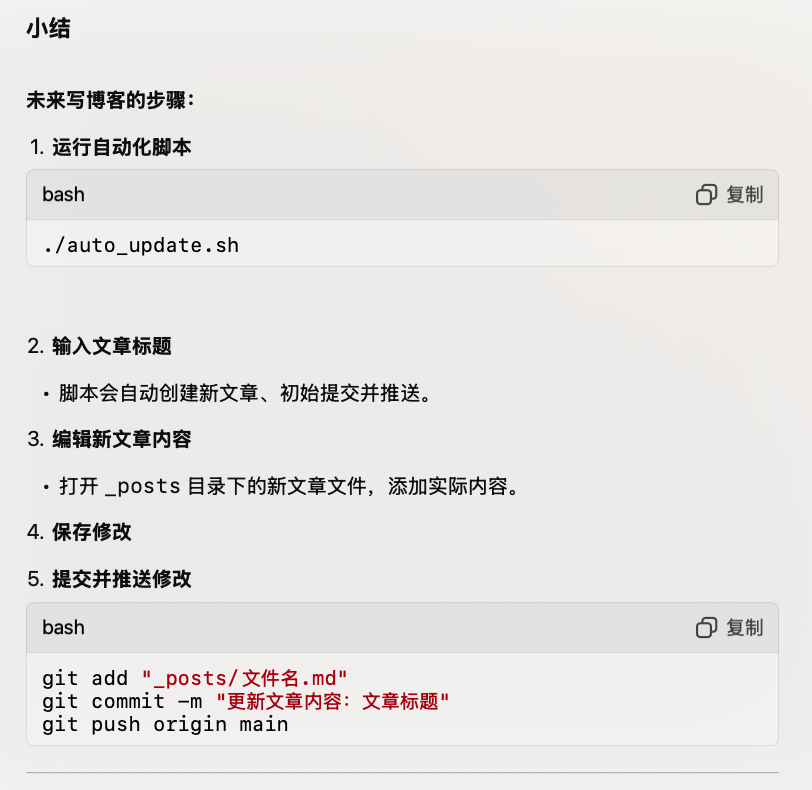 小结
未来写博客的步骤：
1. 运行自动化脚本
bash
复制
./auto_update.sh
2. 输入文章标题
• 脚本会自动创建新文章、初始提交并推送。
3. 编辑新文章内容
• 打开 _posts 目录下的新文章文件，添加实际内容。
4. 保存修改
5. 提交并推送修改
bash
复制
git add "_posts/文件名.md"
git commit -m "更新文章内容：文章标题"
git push origin main